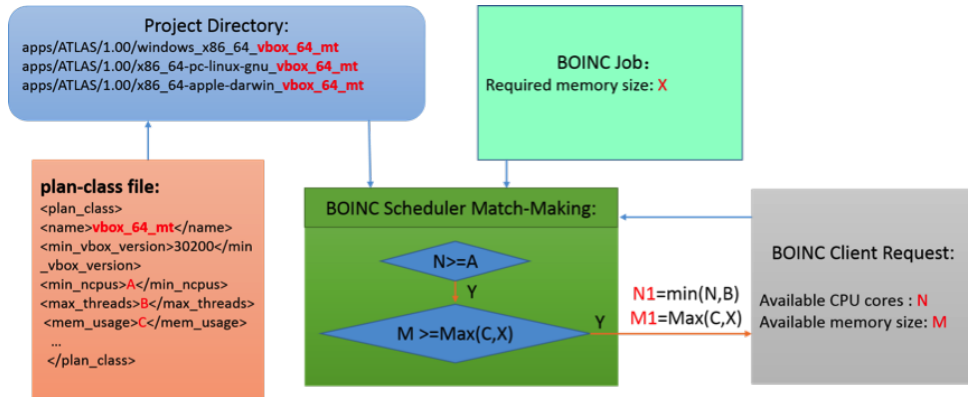 Project Directory:
apps/ATLAS/1.00/windows_x86_64_vbox_64_mt
apps/ATLAS/1.00/x86_64-pc-linux-gnu_vbox_64_mt
apps/ATLAS/1.00/x86_64-apple-darwin_vbox_64_mt
BOINC Job:
Required memory size: X
plan-class file:
<plan_class>
<name>vbox_64_mt</name>
<min_vbox_version>30200</min
_vbox_version>
<min_ncpus>A</min_ncpus>
<max_threads>B</max_threads>
<mem_usage>C</mem_usage>
...
</plan_class>
BOINC Scheduler Match-Making:
N>=A
Y
M >=Max(C,X)
Y
N1=min(N,B)
M1=Max(C,X)
BOINC Client Request:
Available CPU cores : N
Available memory size: M